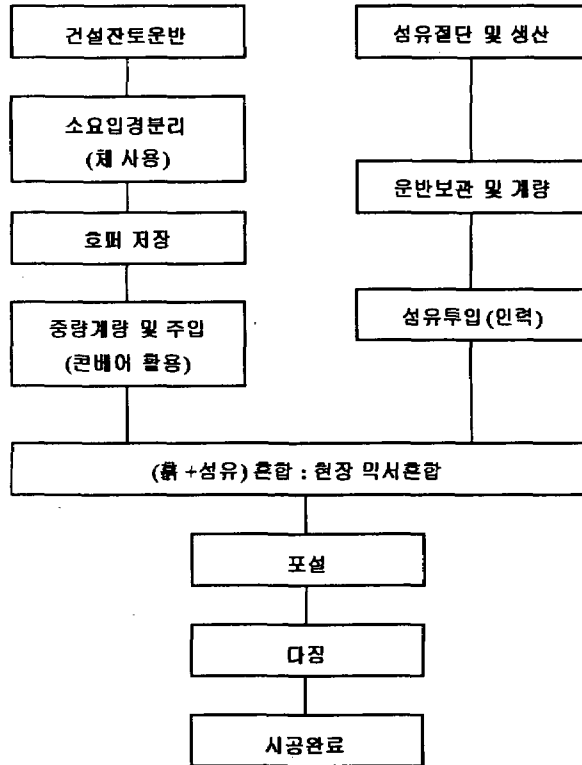 건설잔토운반
소요입경분리
(체 사용)
호퍼 저장
중량계량 및 주입
(콘베어 활용)
섬유절단 및 생산
운반보관 및 계량
섬유투입(인력)
(흙+섬유) 혼합 : 현장 믹서혼합
포설
다짐
시공완료